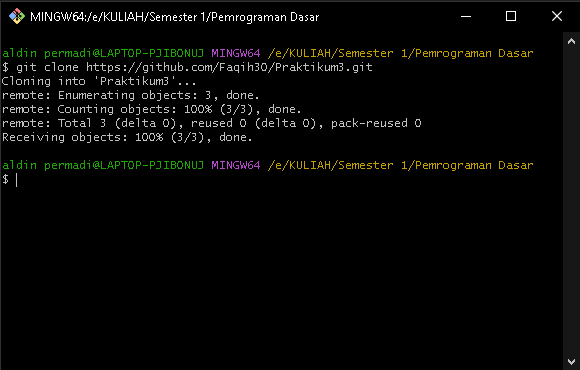 MINGW64:/e/KULIAH/Semester 1/Pemrograman Dasar
aldin permadi@LAPTOP-PJIBONUJ MINGW64 /e/KULIAH/Semester 1/Pemrograman Dasar
$ git clone https://github.com/Faqih30/Praktikum3.git
Cloning into 'Praktikum3'...
remote: Enumerating objects: 3, done.
remote: Counting objects: 100% (3/3), done.
remote: Total 3 (delta 0), reused 0 (delta 0), pack-reused 0
Receiving objects: 100% (3/3), done.
aldin permadi@LAPTOP-PJIBONUJ MINGW64 /e/KULIAH/Semester 1/Pemrograman Dasar
$